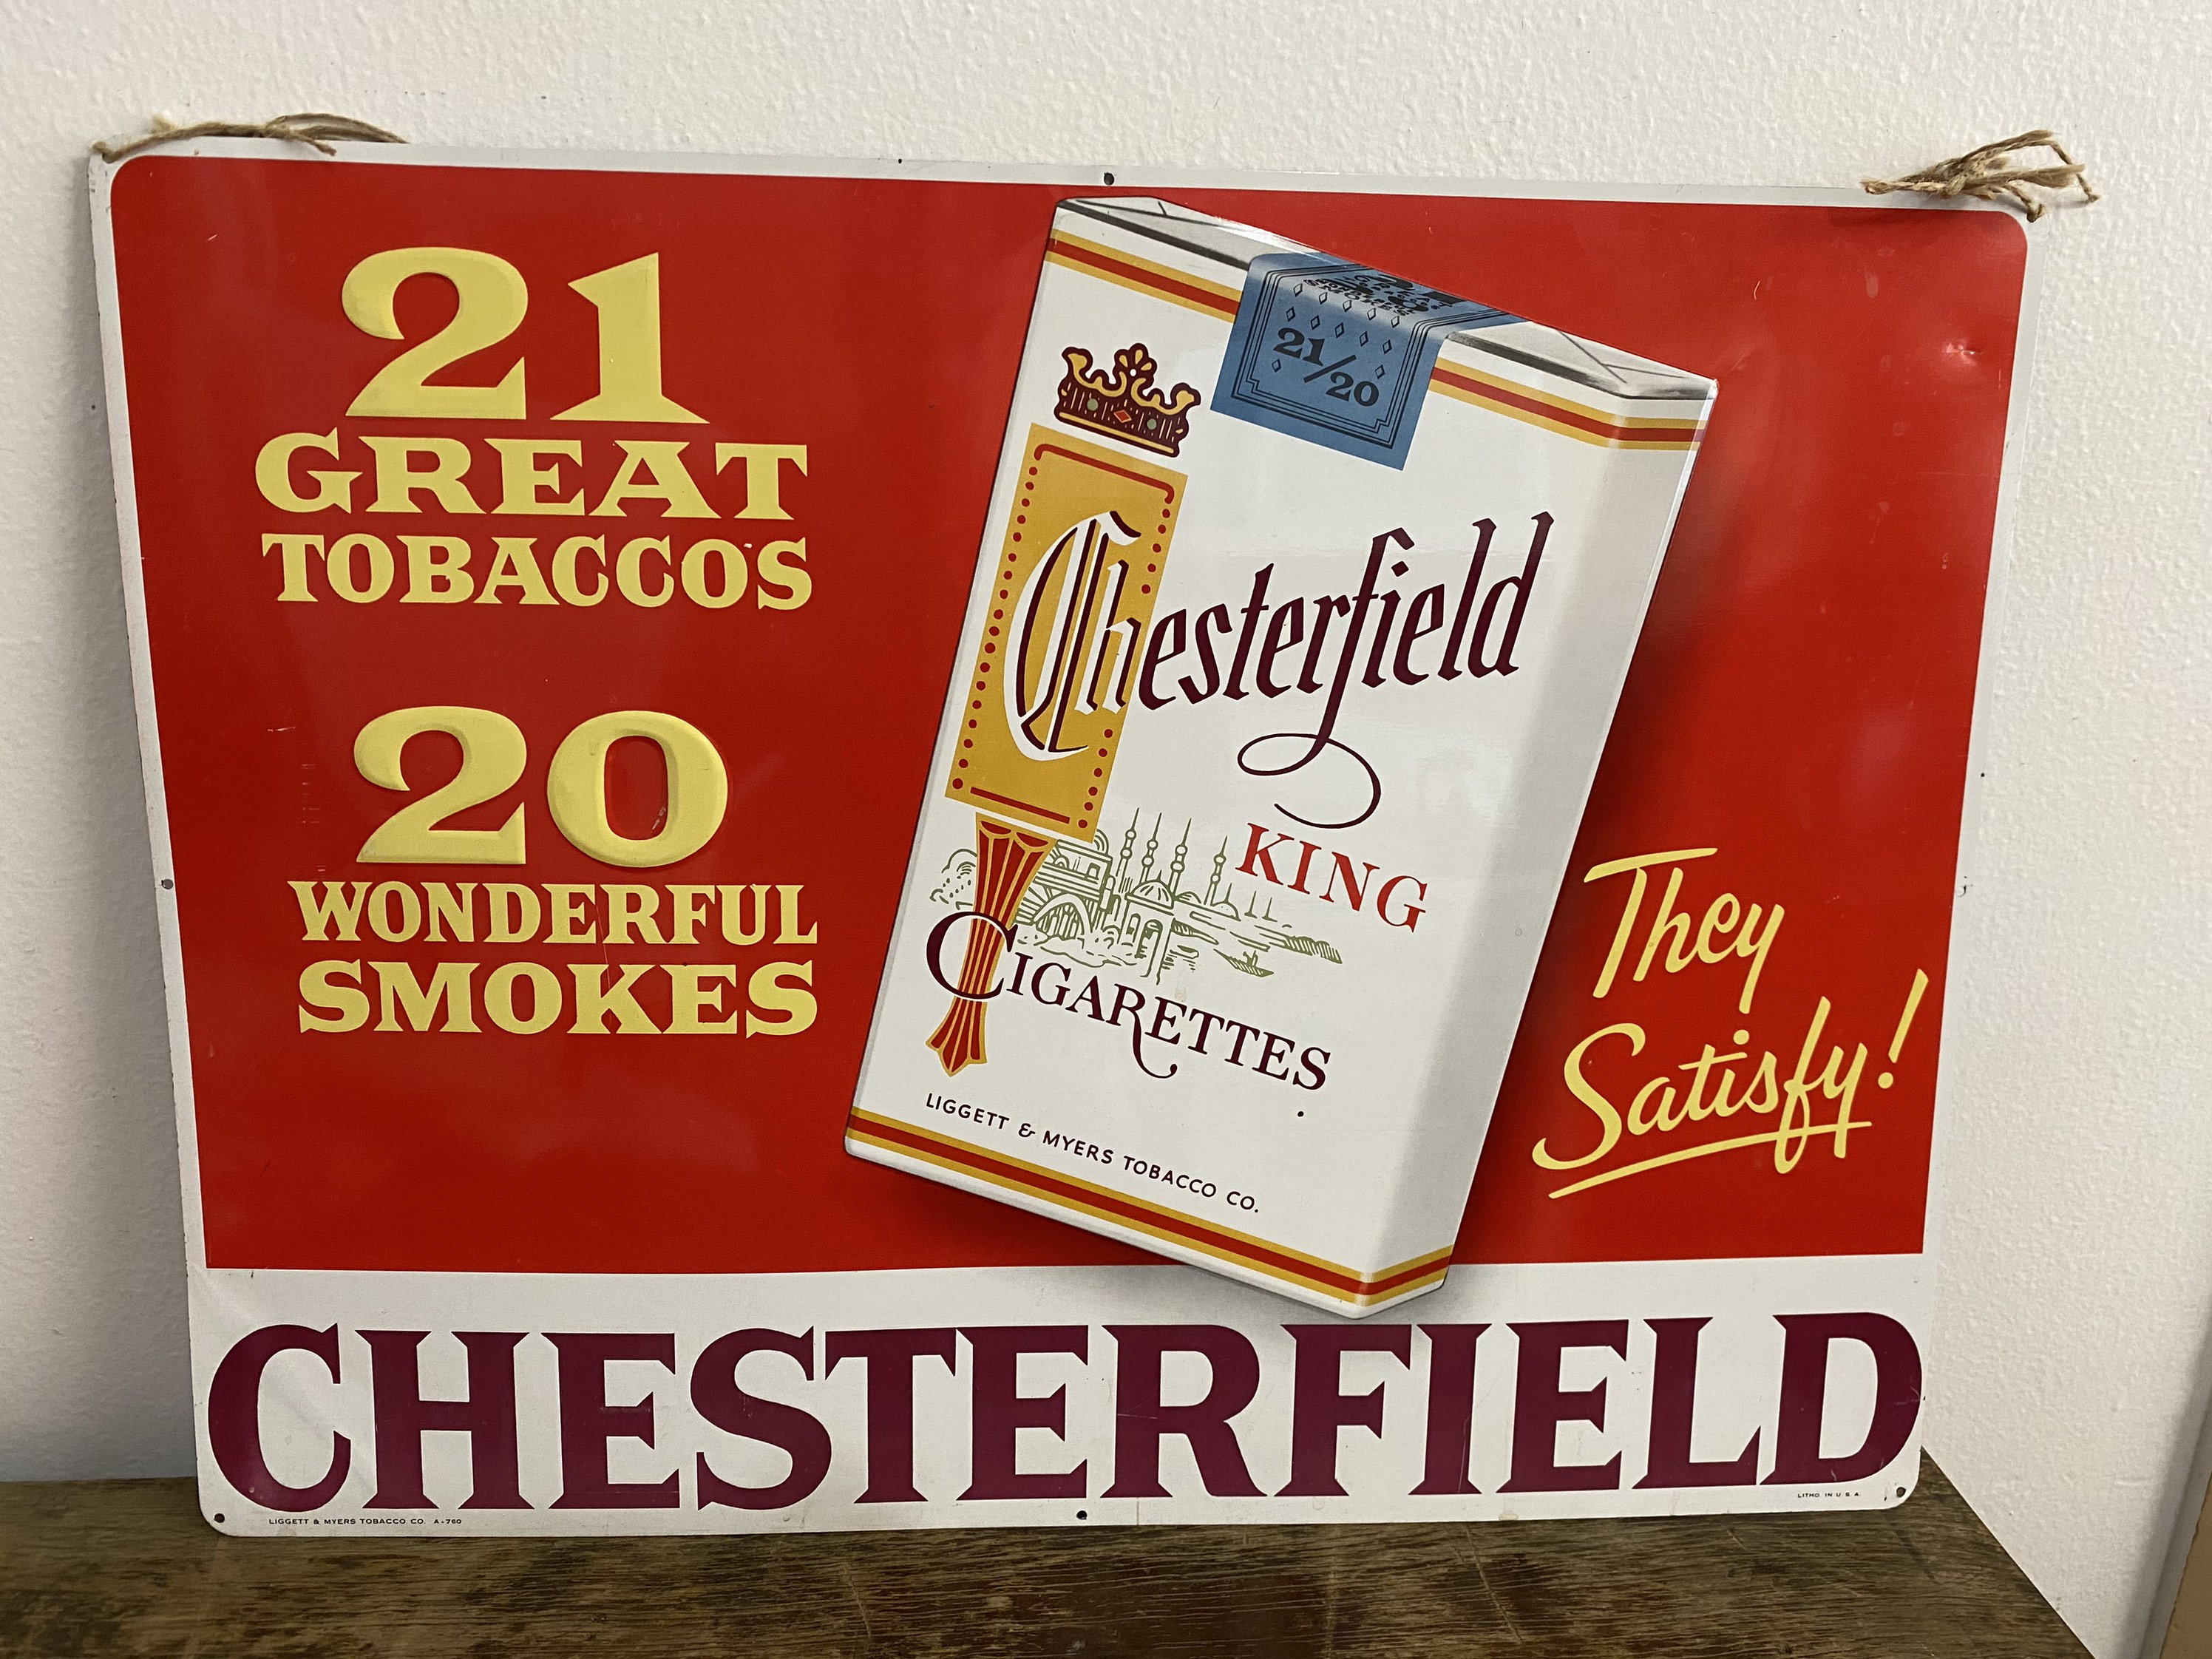 21
GREAT
TOBACCO'S
20
WONDERFUL
SMOKES
21/20
Chesterfield
KING
CIGARETTES
LIGGETT & MYERS TOBACCO CO.
They
Satisfy!
CHESTERFIELD
LIGGETT & MYERS TOBACCO CO. A-760
LITHO. IN U.S.A.